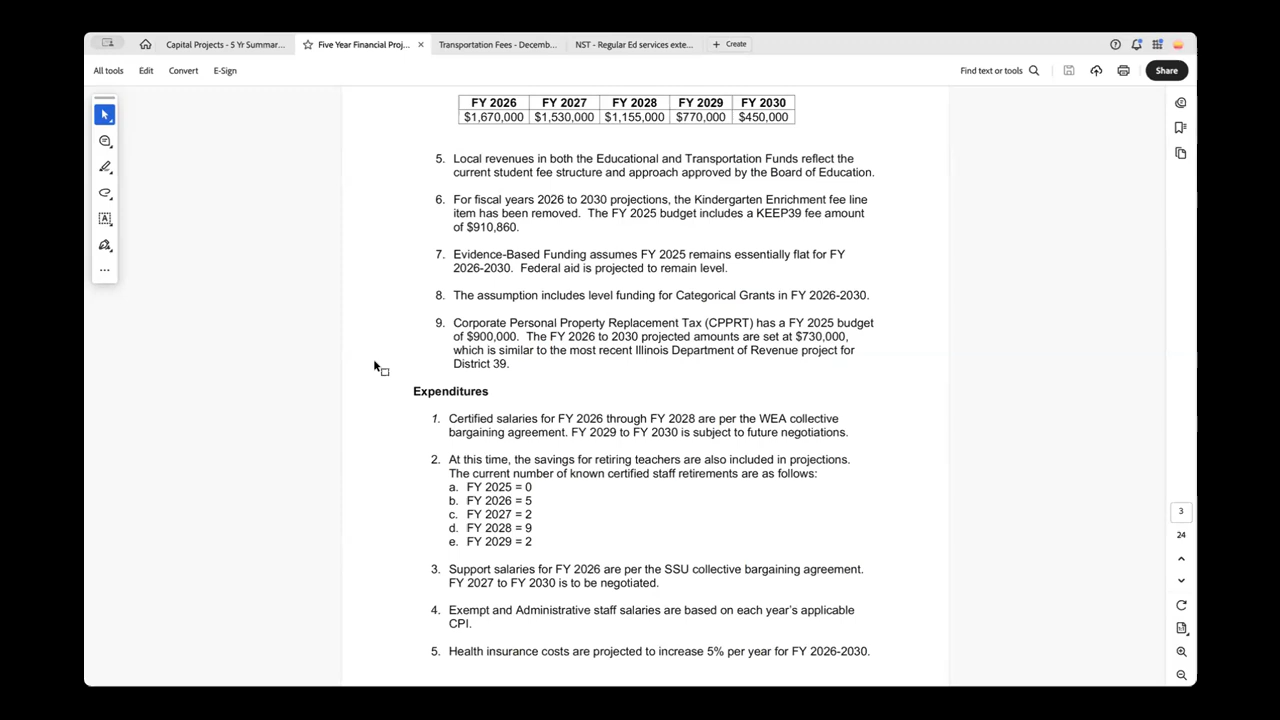 Capital Projects - 5 Yr Summar...
Five Year Financial Proj...
Transportation Fees - Decemb...
NST - Regular Ed services exte...
+ Create
All tools
Edit
Convert
E-Sign
Find text or tools
Share
FY 2026 FY 2027 FY 2028 FY 2029 FY 2030
$1,670,000 $1,530,000 $1,155,000 $770,000 $450,000
5. Local revenues in both the Educational and Transportation Funds reflect the
current student fee structure and approach approved by the Board of Education.
6. For fiscal years 2026 to 2030 projections, the Kindergarten Enrichment fee line
item has been removed. The FY 2025 budget includes a KEEP39 fee amount
of $910,860.
7. Evidence-Based Funding assumes FY 2025 remains essentially flat for FY
2026-2030. Federal aid is projected to remain level.
8. The assumption includes level funding for Categorical Grants in FY 2026-2030.
9. Corporate Personal Property Replacement Tax (CPPRT) has a FY 2025 budget
of $900,000. The FY 2026 to 2030 projected amounts are set at $730,000,
which is similar to the most recent Illinois Department of Revenue project for
District 39.
Expenditures
1. Certified salaries for FY 2026 through FY 2028 are per the WEA collective
bargaining agreement. FY 2029 to FY 2030 is subject to future negotiations.
2. At this time, the savings for retiring teachers are also included in projections.
The current number of known certified staff retirements are as follows:
a. FY 2025 = 0
b. FY 2026 = 5
c. FY 2027 = 2
d. FY 2028 = 9
e. FY 2029 = 2
3. Support salaries for FY 2026 are per the SSU collective bargaining agreement.
FY 2027 to FY 2030 is to be negotiated.
4. Exempt and Administrative staff salaries are based on each year's applicable
CPI.
5. Health insurance costs are projected to increase 5% per year for FY 2026-2030.
3
24